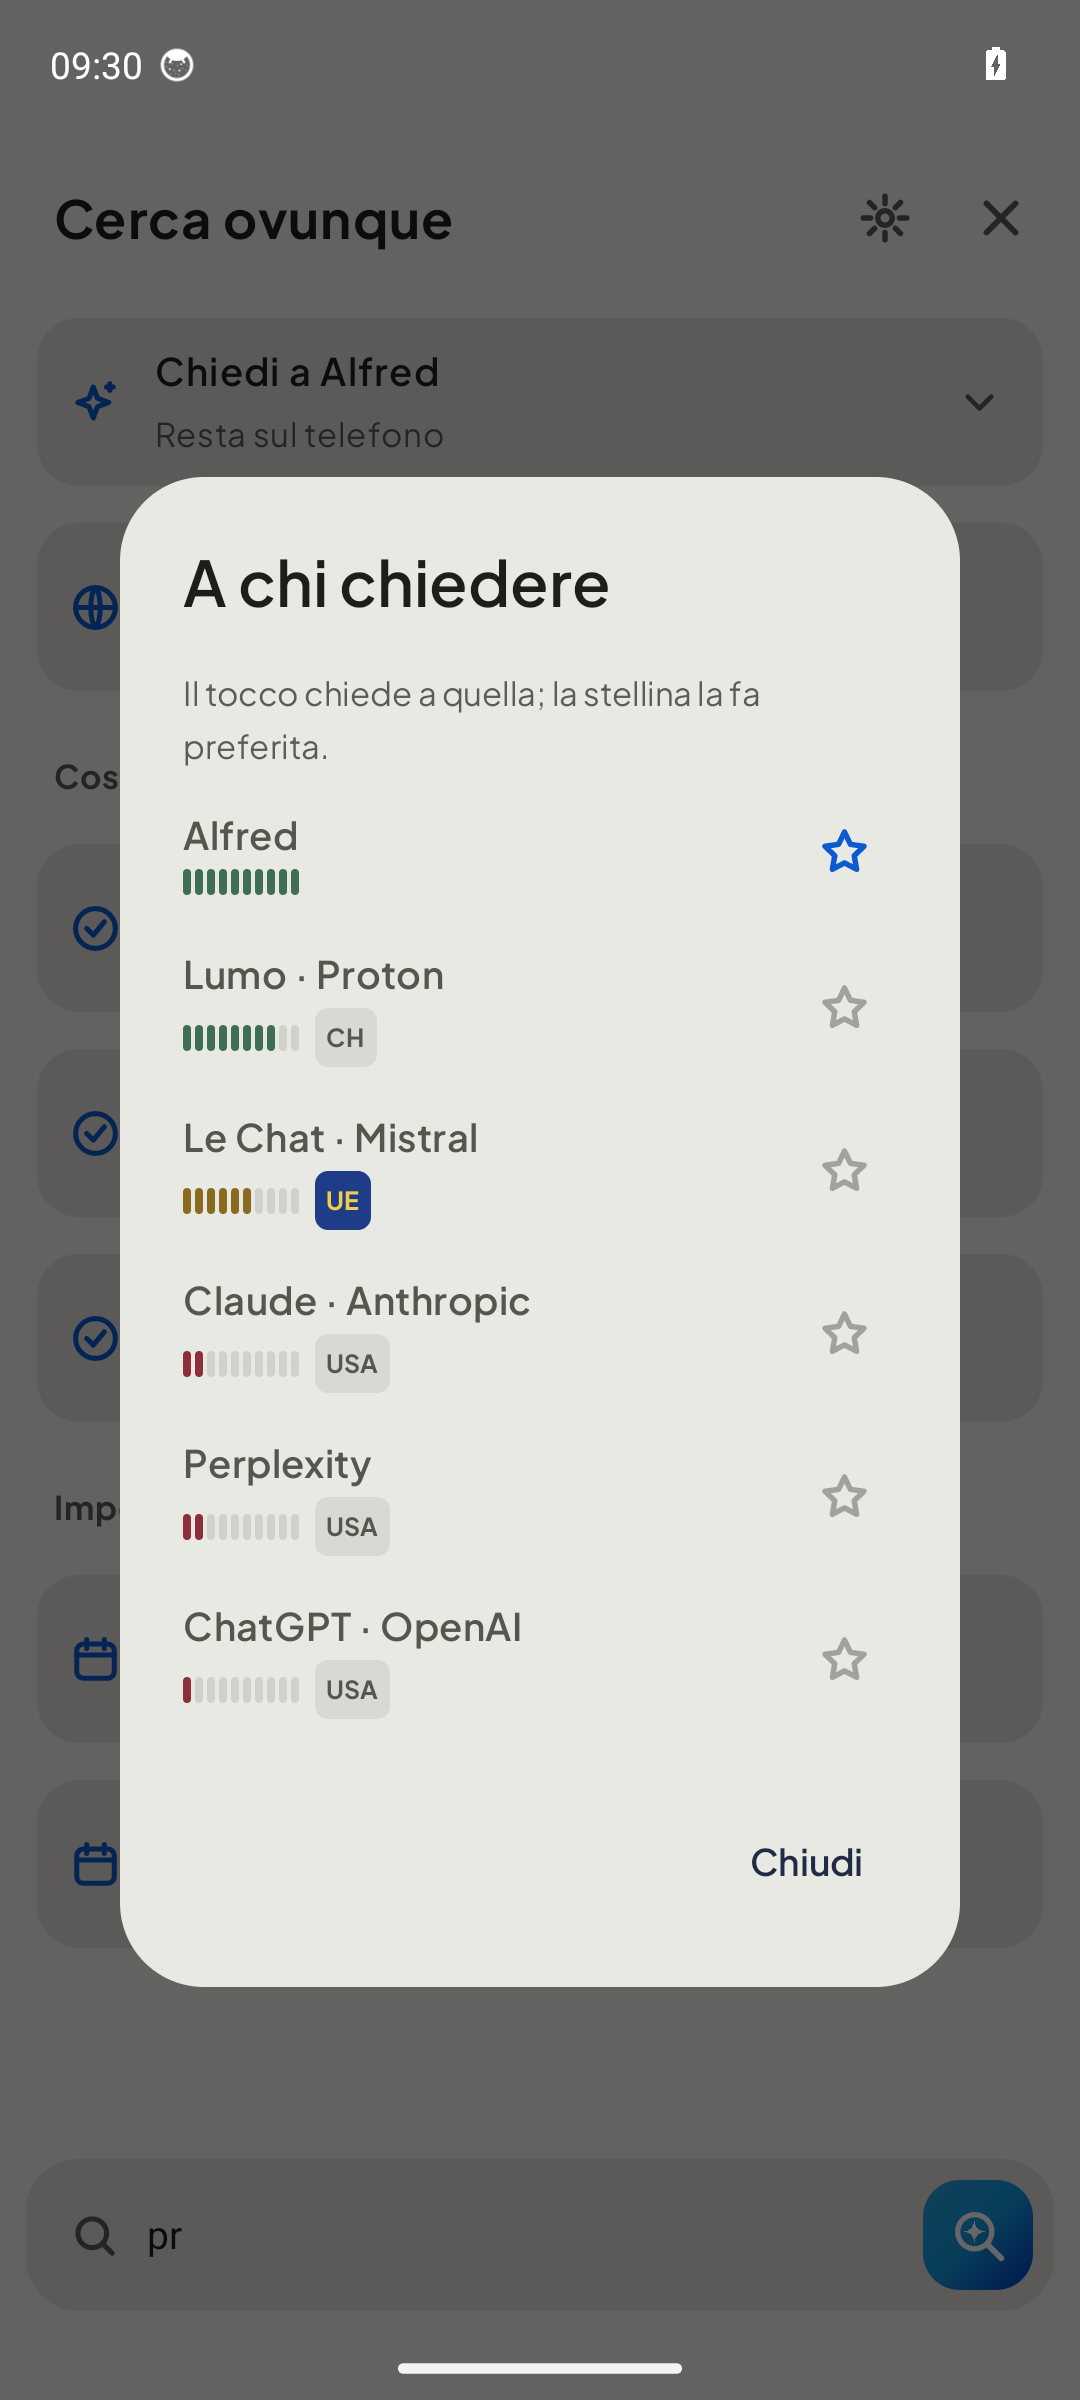 09:30
Cerca ovunque
Chiedi a Alfred
Resta sul telefono
A chi chiedere
Il tocco chiede a quella; la stellina la fa
preferita.
Cos
Alfred
Lumo · Proton
CH
Le Chat · Mistral
UE
Claude · Anthropic
USA
Perplexity
Imp
USA
ChatGPT · OpenAI
USA
Chiudi
pr